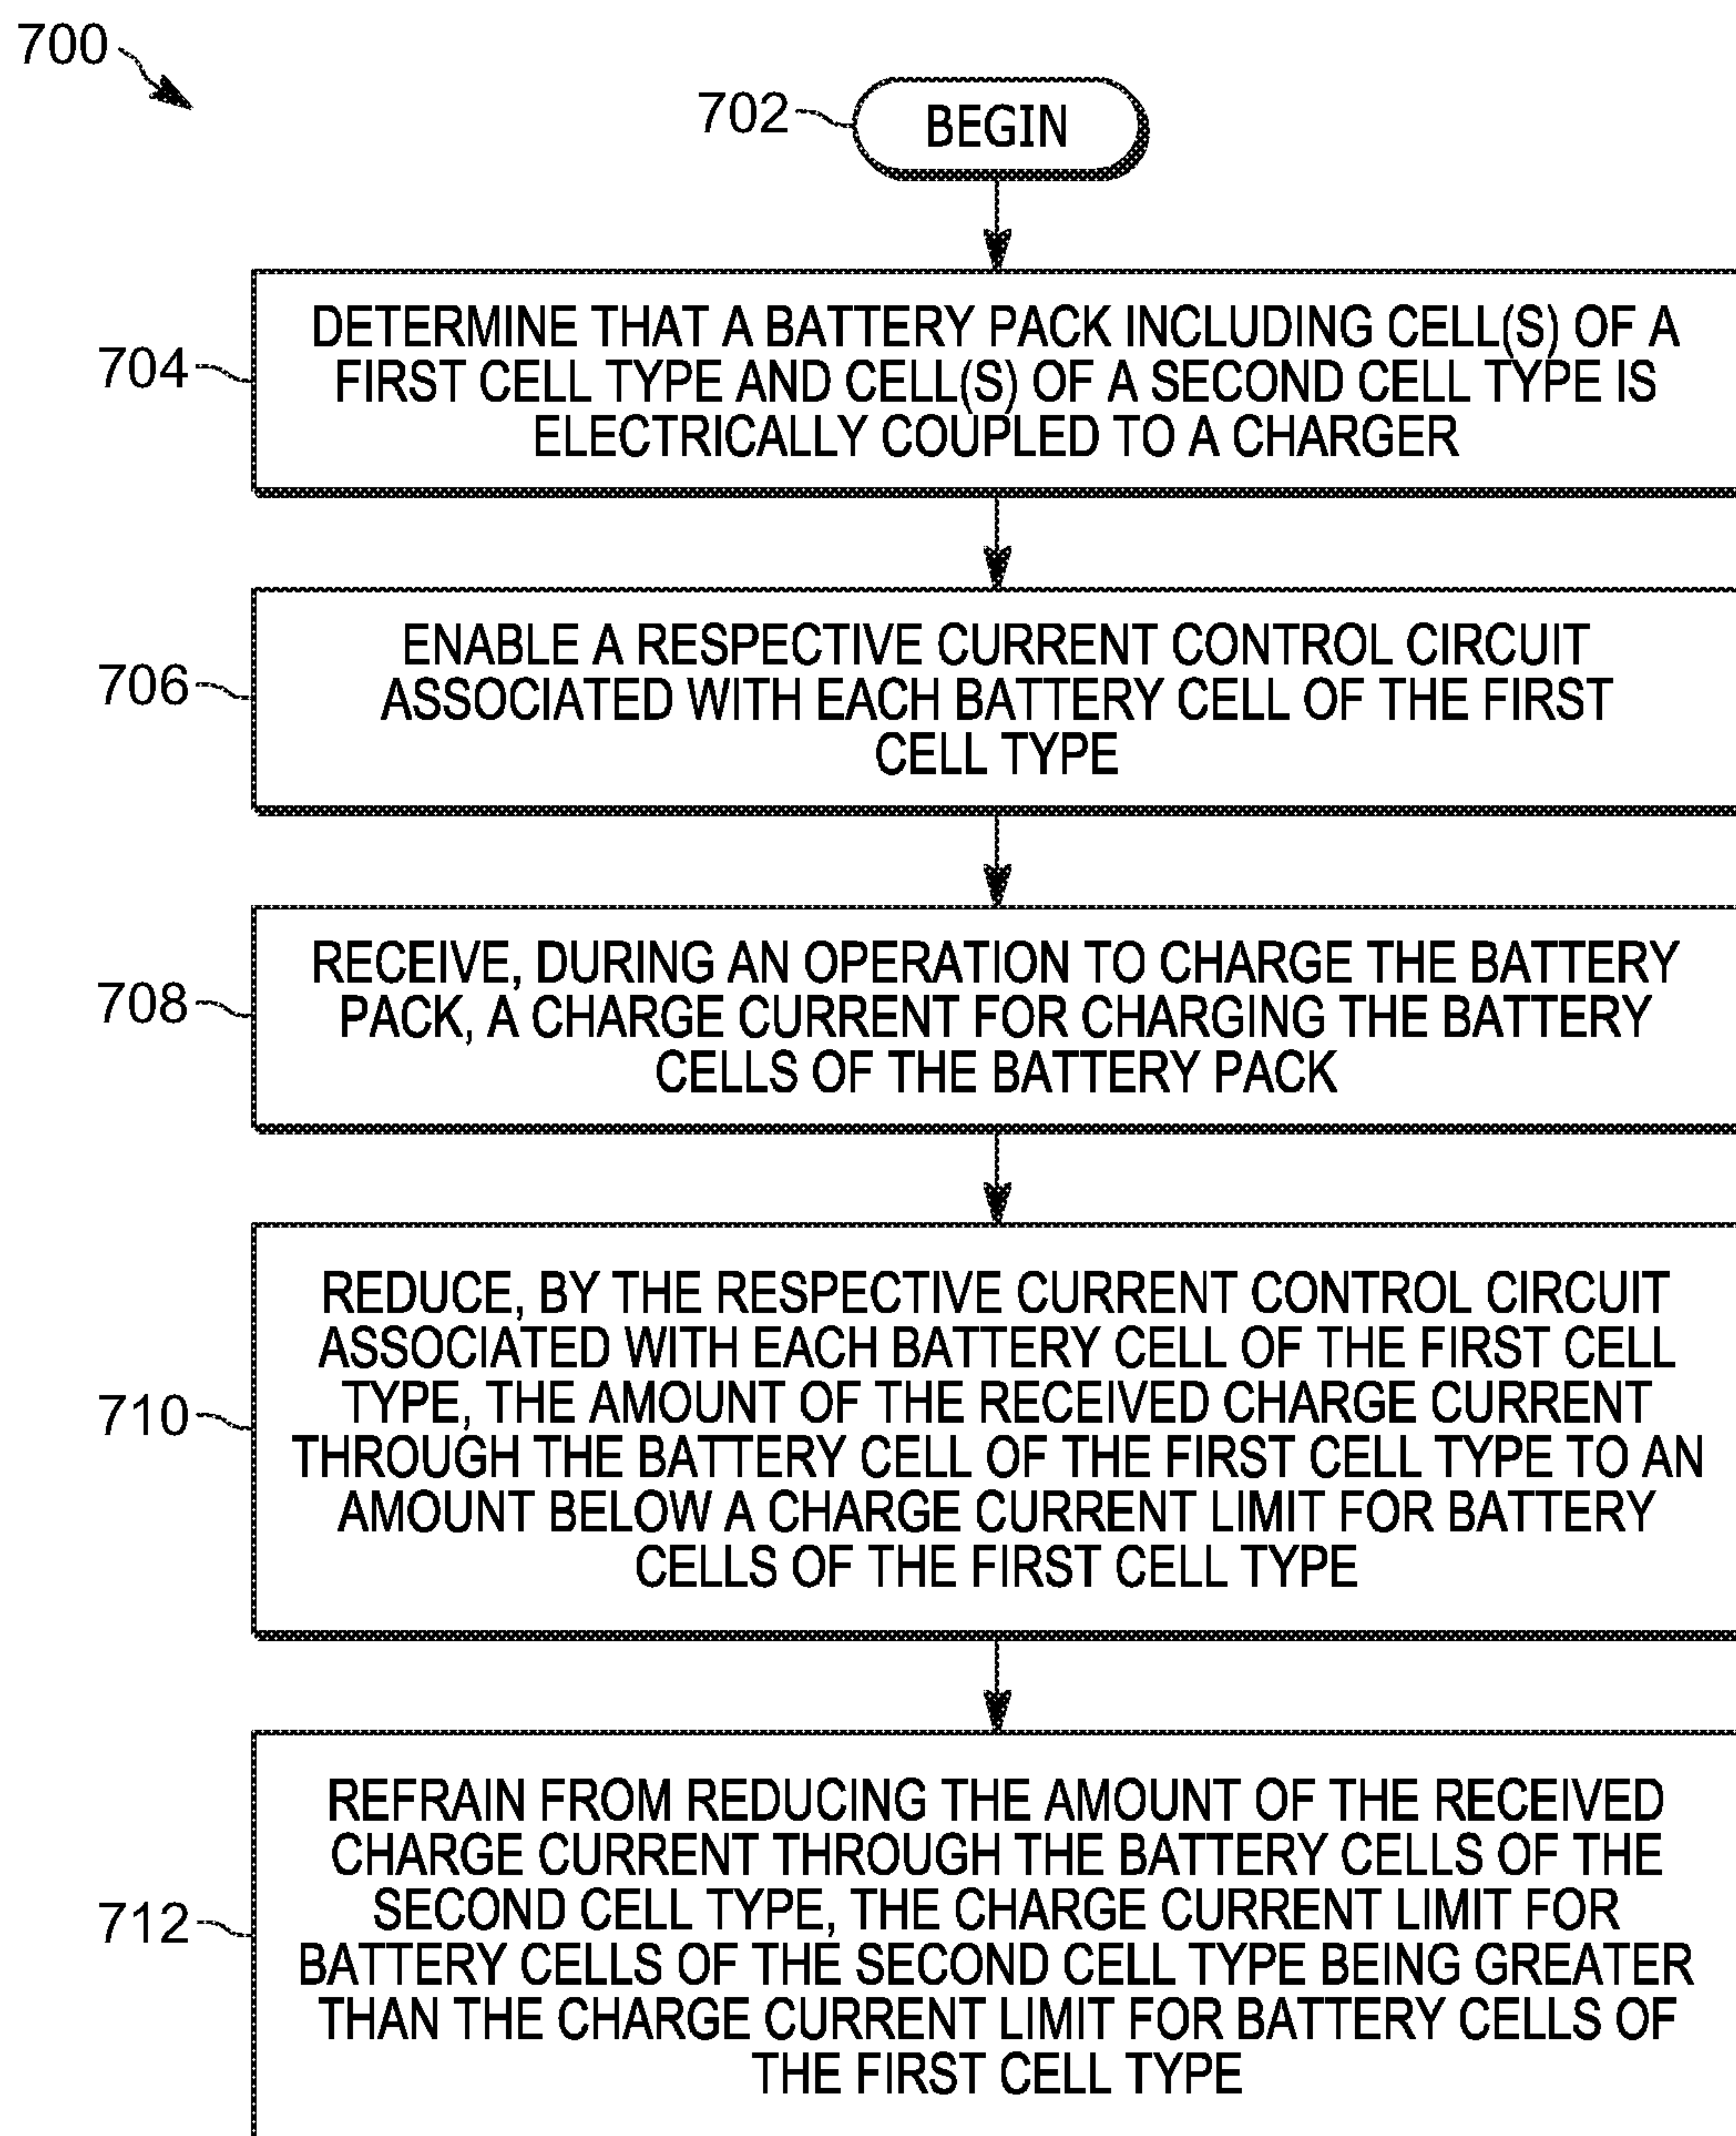 700
702
BEGIN
704
DETERMINE THAT A BATTERY PACK INCLUDING CELL(S) OF A
FIRST CELL TYPE AND CELL(S) OF A SECOND CELL TYPE IS
ELECTRICALLY COUPLED TO A CHARGER
706
ENABLE A RESPECTIVE CURRENT CONTROL CIRCUIT
ASSOCIATED WITH EACH BATTERY CELL OF THE FIRST
CELL TYPE
708
RECEIVE, DURING AN OPERATION TO CHARGE THE BATTERY
PACK, A CHARGE CURRENT FOR CHARGING THE BATTERY
CELLS OF THE BATTERY PACK
710
REDUCE, BY THE RESPECTIVE CURRENT CONTROL CIRCUIT
ASSOCIATED WITH EACH BATTERY CELL OF THE FIRST CELL
TYPE, THE AMOUNT OF THE RECEIVED CHARGE CURRENT
THROUGH THE BATTERY CELL OF THE FIRST CELL TYPE TO AN
AMOUNT BELOW A CHARGE CURRENT LIMIT FOR BATTERY
CELLS OF THE FIRST CELL TYPE
712
REFRAIN FROM REDUCING THE AMOUNT OF THE RECEIVED
CHARGE CURRENT THROUGH THE BATTERY CELLS OF THE
SECOND CELL TYPE, THE CHARGE CURRENT LIMIT FOR
BATTERY CELLS OF THE SECOND CELL TYPE BEING GREATER
THAN THE CHARGE CURRENT LIMIT FOR BATTERY CELLS OF
THE FIRST CELL TYPE